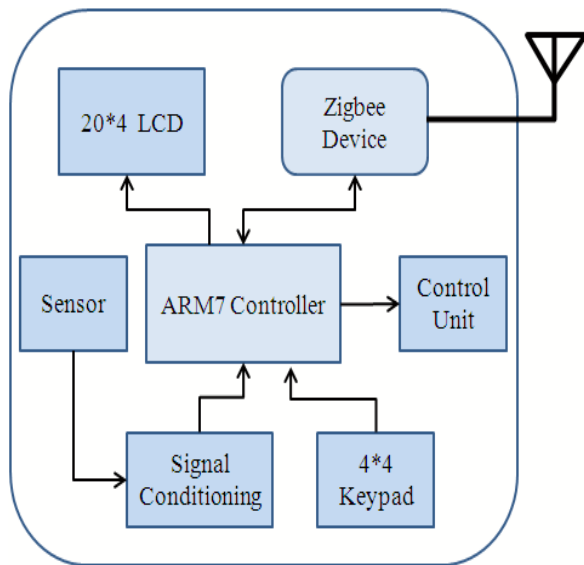 20*4 LCD
Zigbee
Device
Sensor
ARM7 Controller
Control
Unit
Signal
Conditioning
4*4
Keypad